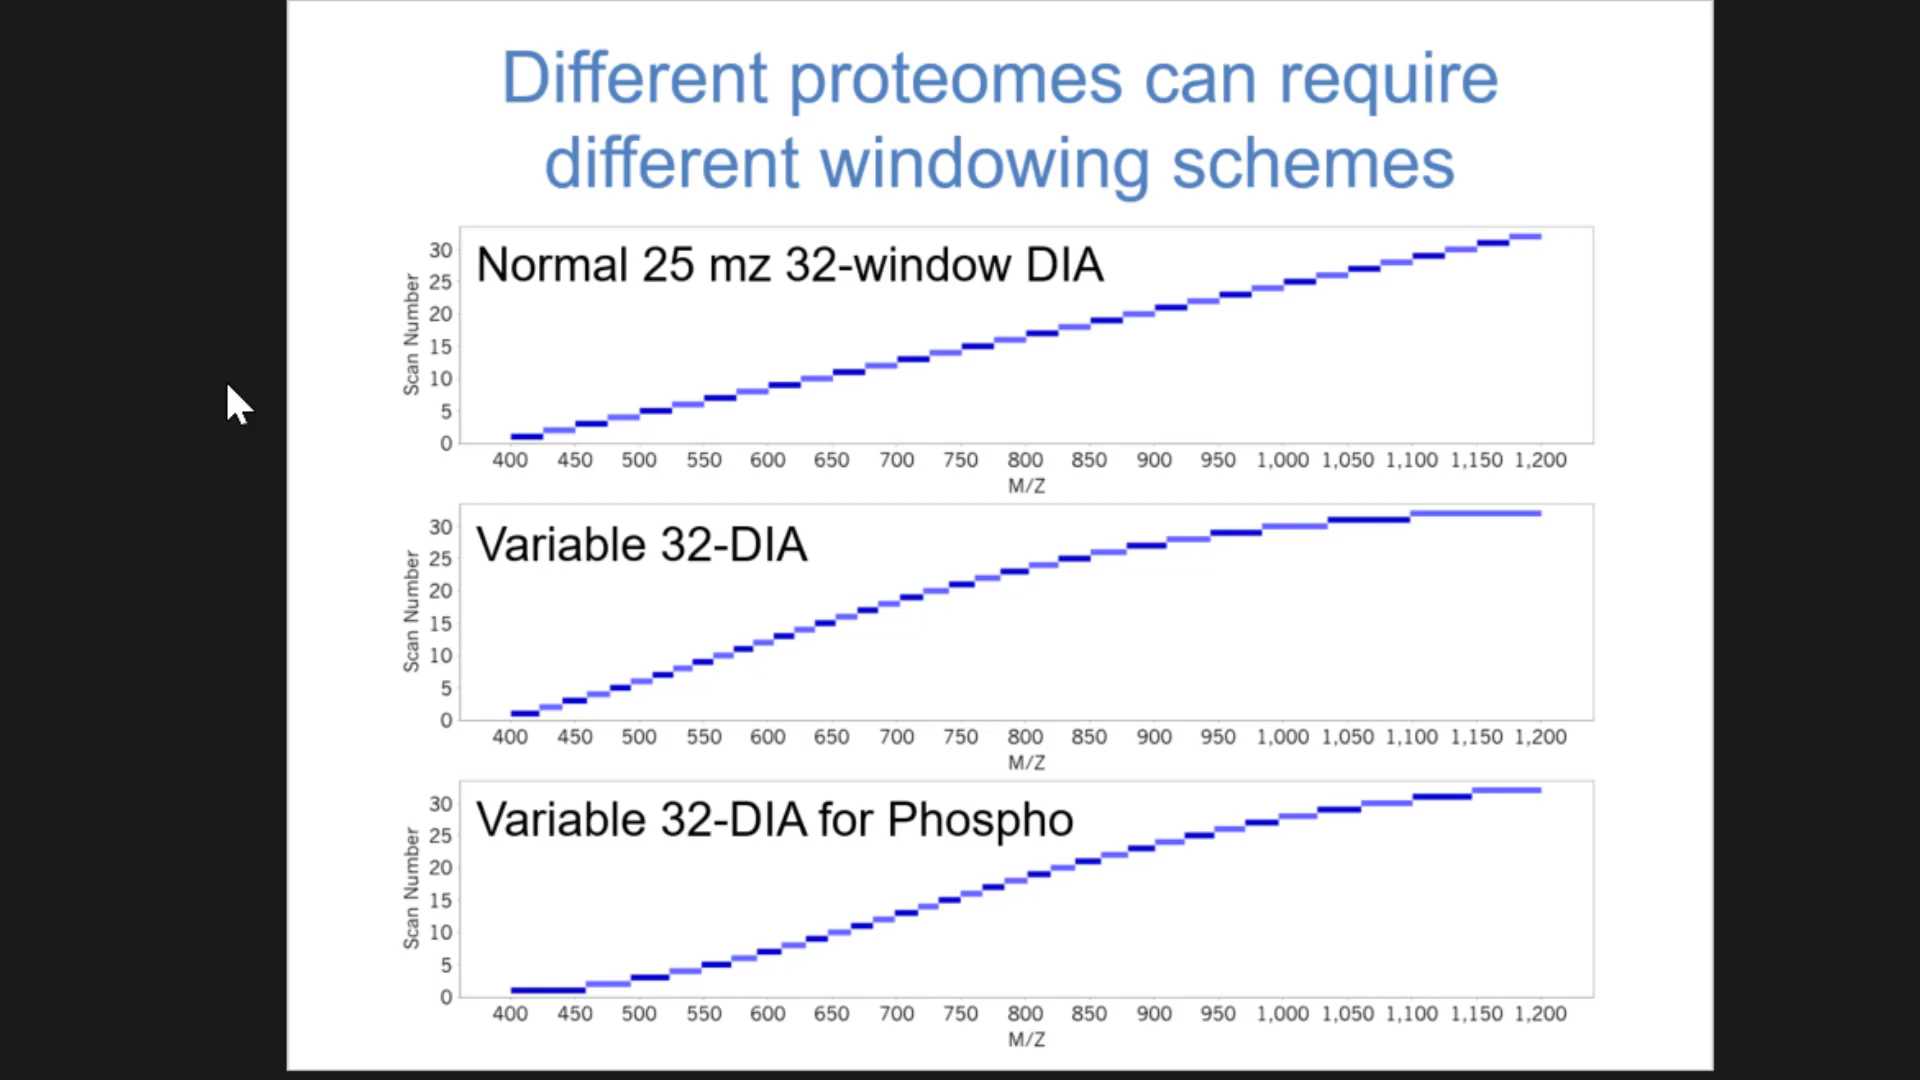 Different proteomes can require
different windowing schemes
Normal 25 mz 32-window DIA
Scan Number
30
25
20
15
10
5
0
400 450 500 550 600 650 700 750 800 850 900 950 1,000 1,050 1,100 1,150 1,200
M/Z
Variable 32-DIA
Scan Number
30
25
20
15
10
5
0
400 450 500 550 600 650 700 750 800 850 900 950 1,000 1,050 1,100 1,150 1,200
M/Z
Variable 32-DIA for Phospho
Scan Number
30
25
20
15
10
5
0
400 450 500 550 600 650 700 750 800 850 900 950 1,000 1,050 1,100 1,150 1,200
M/Z